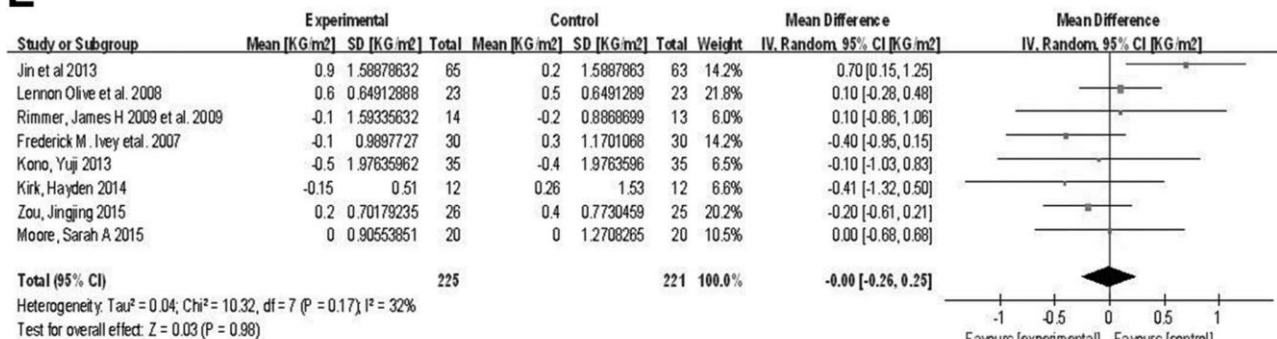 E
Experimental Control Mean Difference Mean Difference
Study or Subgroup Mean [KG/m2] SD [KG/m2] Total Mean [KG/m2] SD [KG/m2] Total Weight IV, Random, 95% CI [KG/m2] IV, Random, 95% CI [KG/m2]
Jin et al 2013 0.9 1.58878632 65 0.2 1.5887863 63 14.2% 0.70 [0.15, 1.25]
Lennon Olive et al. 2008 0.6 0.64912888 23 0.5 0.6491289 23 21.8% 0.10 [-0.28, 0.48]
Rimmer, James H 2009 et al. 2009 -0.1 1.59335632 14 -0.2 0.8868699 13 6.0% 0.10 [-0.86, 1.06]
Frederick M. Ivey etal. 2007 -0.1 0.9897727 30 0.3 1.1701068 30 14.2% -0.40 [-0.95, 0.15]
Kono, Yuji 2013 -0.5 1.97635962 35 -0.4 1.9763596 35 6.5% -0.10 [-1.03, 0.83]
Kirk, Hayden 2014 -0.15 0.51 12 0.26 1.53 12 6.6% -0.41 [-1.32, 0.50]
Zou, Jingjing 2015 0.2 0.70179235 26 0.4 0.7730459 25 20.2% -0.20 [-0.61, 0.21]
Moore, Sarah A 2015 0 0.90553851 20 0 1.2708265 20 10.5% 0.00 [-0.68, 0.68]
Total (95% CI) 225 221 100.0% -0.00 [-0.26, 0.25]
Heterogeneity: Tau² = 0.04; Chi² = 10.32, df = 7 (P = 0.17); I² = 32%
-1 -0.5 0 0.5 1
Test for overall effect: Z = 0.03 (P = 0.98)
Favours [experimental] Favours [control]